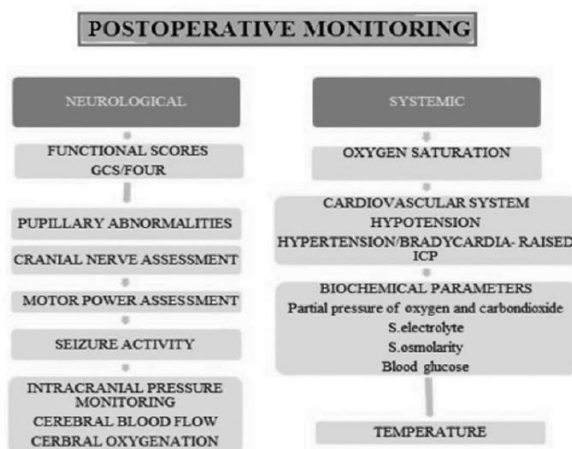 POSTOPERATIVE MONITORING
NEUROLOGICAL
FUNCTIONAL SCORES
GCS/FOUR
PUPILLARY ABNORMALITIES
CRANIAL NERVE ASSESSMENT
MOTOR POWER ASSESSMENT
SEIZURE ACTIVITY
INTRACRANIAL PRESSURE
MONITORING
CEREBRAL BLOOD FLOW
CERBRAL OXYGENATION
SYSTEMIC
OXYGEN SATURATION
CARDIOVASCULAR SYSTEM
HYPOTENSION
HYPERTENSION/BRADYCARDIA- RAISED
ICP
BIOCHEMICAL PARAMETERS
Partial pressure of oxygen and carbondioxide
S.electrolyte
S.osmolarity
Blood glucose
TEMPERATURE